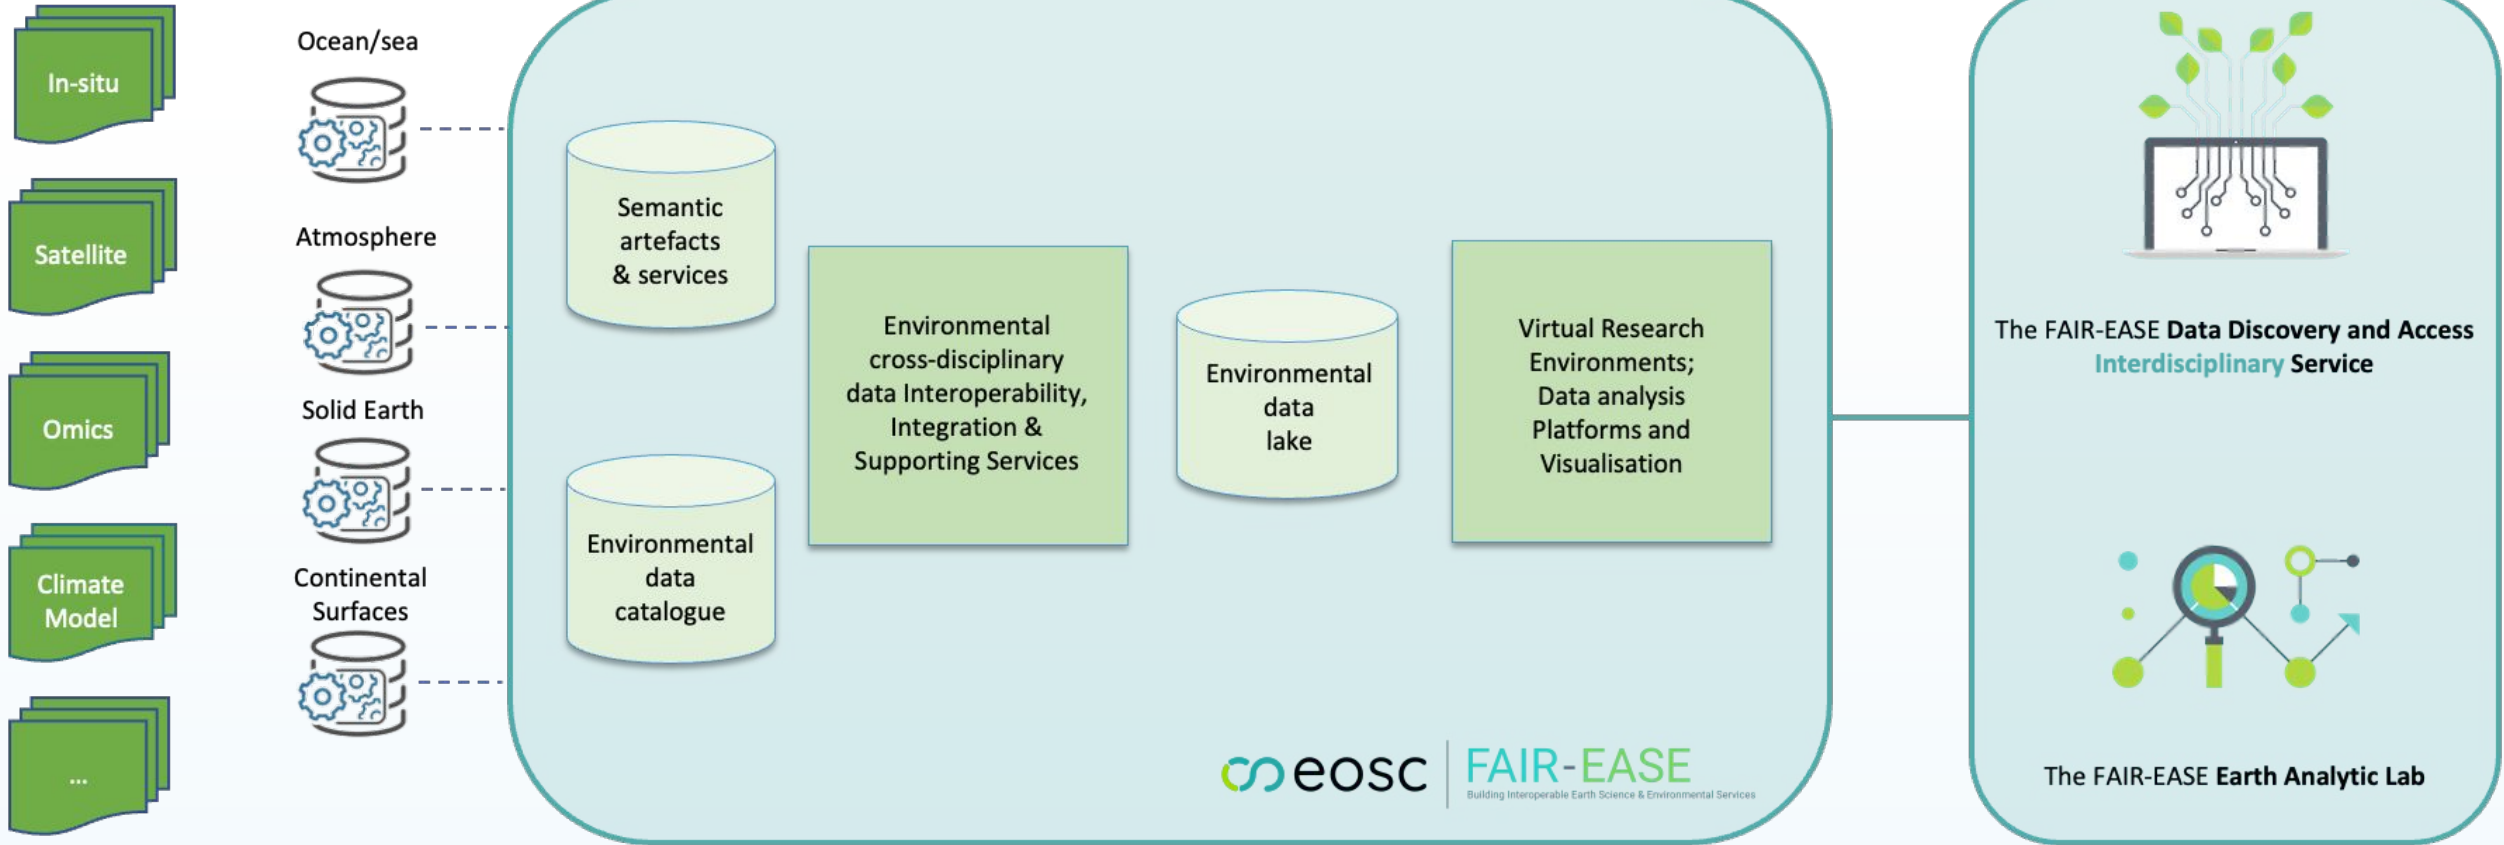 In-situ
Satellite
Omics
Climate
Model
...
Ocean/sea
Atmosphere
Solid Earth
Continental
Surfaces
Semantic
artefacts
& services
Environmental
data
catalogue
Environmental
cross-disciplinary
data Interoperability,
Integration &
Supporting Services
Environmental
data
lake
Virtual Research
Environments;
Data analysis
Platforms and
Visualisation
eosc
FAIR-EASE
Building Interoperable Earth Science & Environmental Services
The FAIR-EASE Data Discovery and Access
Interdisciplinary Service
The FAIR-EASE Earth Analytic Lab